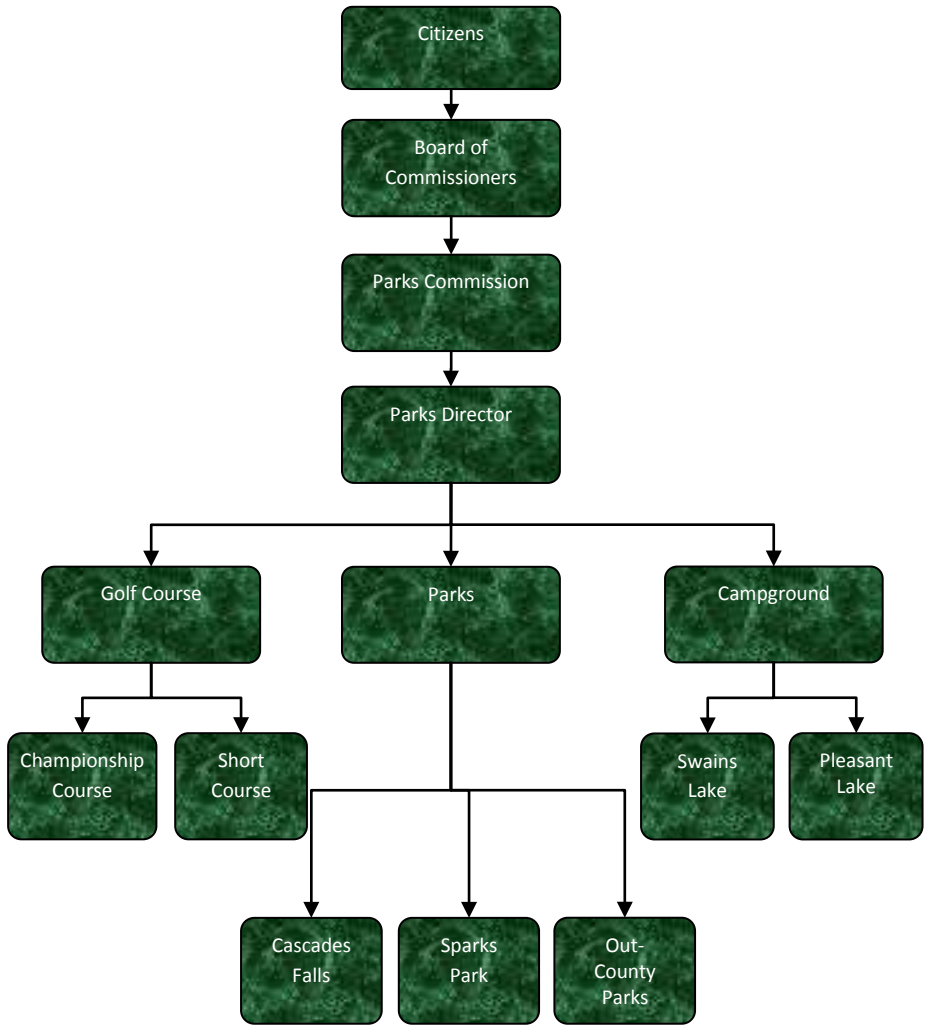 Citizens
Board of
Commissioners
Parks Commission
Parks Director
Golf Course
Parks
Campground
Championship
Course
Short
Course
Swains
Lake
Pleasant
Lake
Cascades
Falls
Sparks
Park
Out-
County
Parks